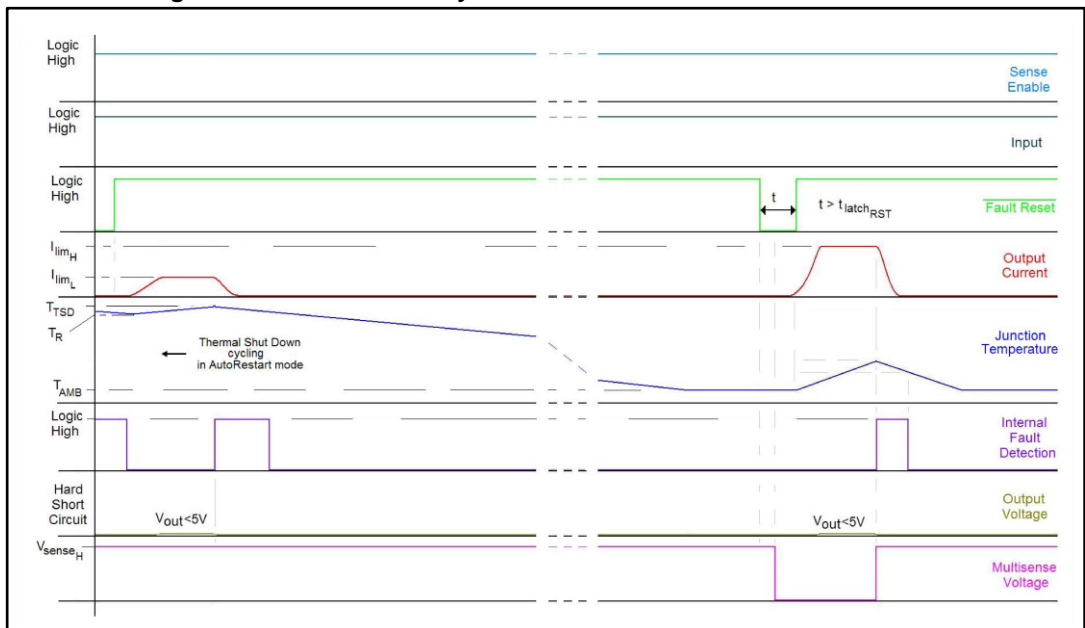 Logic
High
Sense
Enable
Logic
High
Input
Logic
High
t
t > tlatchRST
Fault Reset
IlimH
IlimL
Output
Current
TTSD
TR
Thermal Shut Down
cycling
in AutoRestart mode
Junction
Temperature
TAMB
Logic
High
Internal
Fault
Detection
Hard
Short
Circuit
Vout<5V
Vout<5V
Output
Voltage
VsenseH
Multisense
Voltage